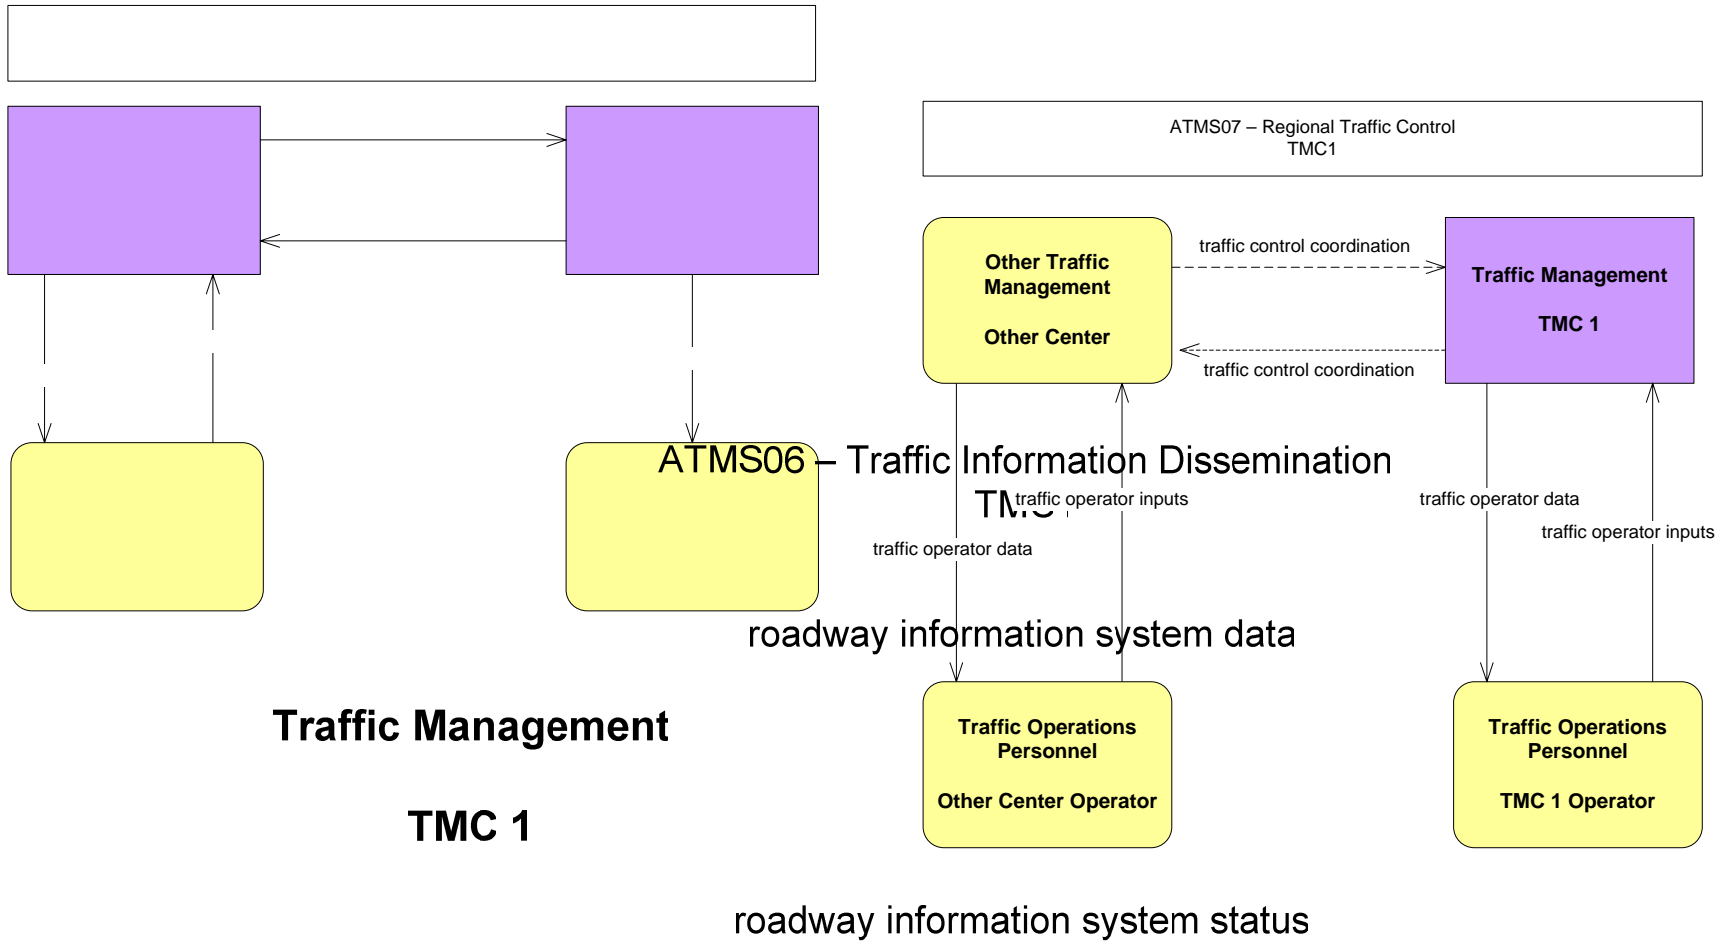 ATMS07 – Regional Traffic Control
TMC1
Other Traffic
Management
Other Center
traffic control coordination
Traffic Management
TMC 1
traffic control coordination
ATMS06 – Traffic Information Dissemination
traffic operator inputs
traffic operator data
traffic operator data
traffic operator inputs
roadway information system data
Traffic Management
TMC 1
Traffic Operations
Personnel
Other Center Operator
Traffic Operations
Personnel
TMC 1 Operator
roadway information system status